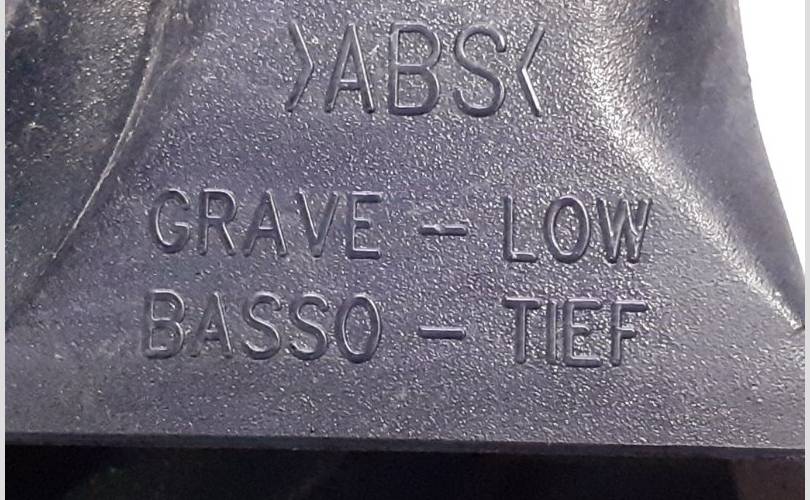 >ABS<
GRAVE - LOW
BASSO - TIEF